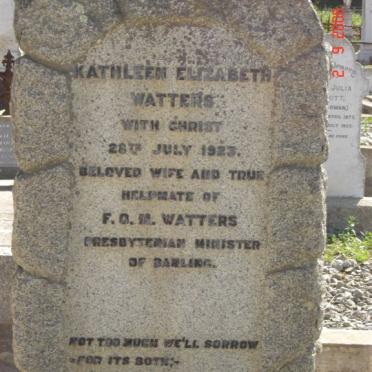 KATHLEEN ELIZABETH
WATTERS
WITH CHRIST
28TH JULY 1923.
BELOVED WIFE AND TRUE
HELPMATE OF
F. O. M. WATTERS
PRESBYTERIAN MINISTER
OF DARLING.
NOT TOO MUCH WE'LL SORROW
-FOR ITS BOTH;-
JULIA